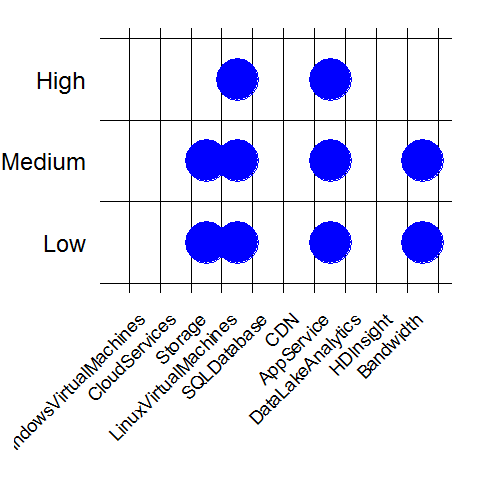 High
Medium
Low
ndowsVirtualMachines
CloudServices
Storage
LinuxVirtualMachines
SQLDatabase
CDN
AppService
DataLakeAnalytics
HDInsight
Bandwidth